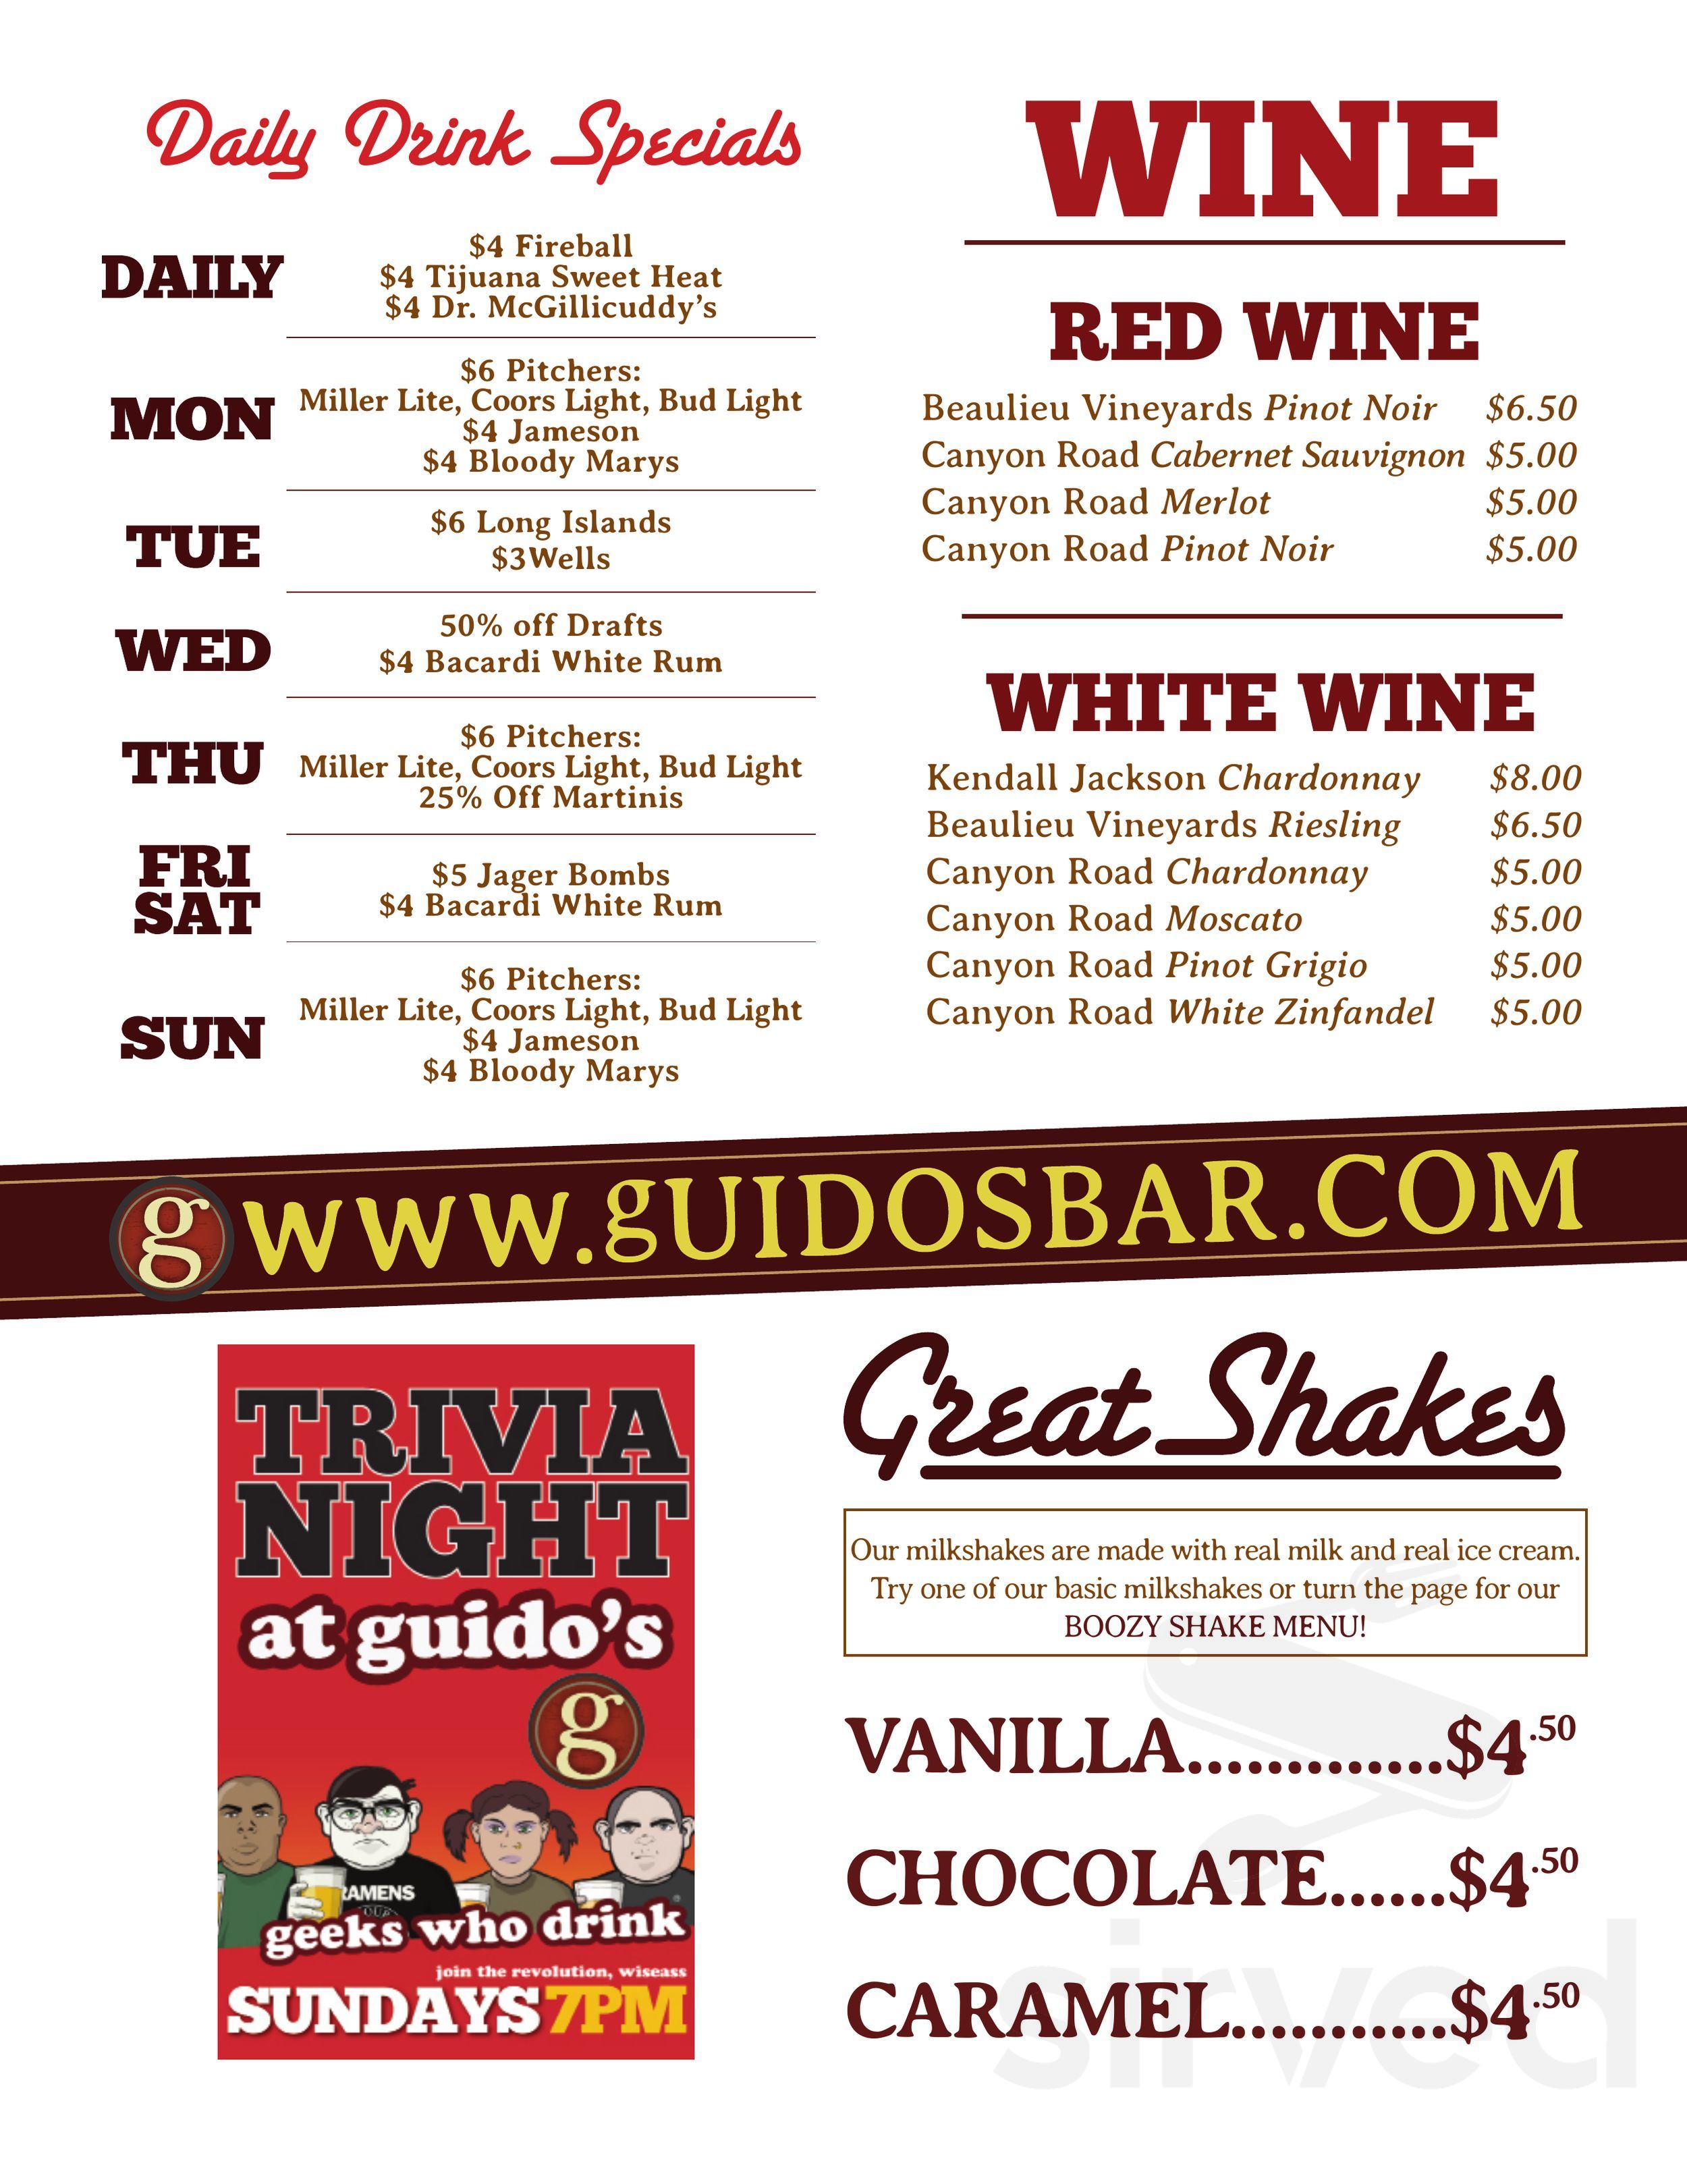 Daily Drink Specials
DAILY
$4 Fireball
$4 Tijuana Sweet Heat
$4 Dr. McGillicuddy's
MON
$6 Pitchers:
Miller Lite, Coors Light, Bud Light
$4 Jameson
$4 Bloody Marys
TUE
$6 Long Islands
$3Wells
WED
50% off Drafts
$4 Bacardi White Rum
THU
$6 Pitchers:
Miller Lite, Coors Light, Bud Light
25% Off Martinis
FRI
SAT
$5 Jager Bombs
$4 Bacardi White Rum
SUN
$6 Pitchers:
Miller Lite, Coors Light, Bud Light
$4 Jameson
$4 Bloody Marys
WINE
RED WINE
Beaulieu Vineyards Pinot Noir $6.50
Canyon Road Cabernet Sauvignon $5.00
Canyon Road Merlot $5.00
Canyon Road Pinot Noir $5.00
WHITE WINE
Kendall Jackson Chardonnay $8.00
Beaulieu Vineyards Riesling $6.50
Canyon Road Chardonnay $5.00
Canyon Road Moscato $5.00
Canyon Road Pinot Grigio $5.00
Canyon Road White Zinfandel $5.00
g www.gUIDOSBAR.COM
TRIVIA
NIGHT
at guido's
g
RAMENS
geeks who drink
join the revolution, wiseass
SUNDAYS 7PM
Great Shakes
Our milkshakes are made with real milk and real ice cream.
Try one of our basic milkshakes or turn the page for our
BOOZY SHAKE MENU!
VANILLA.............$4.50
CHOCOLATE......$4.50
CARAMEL...........$4.50
sirved